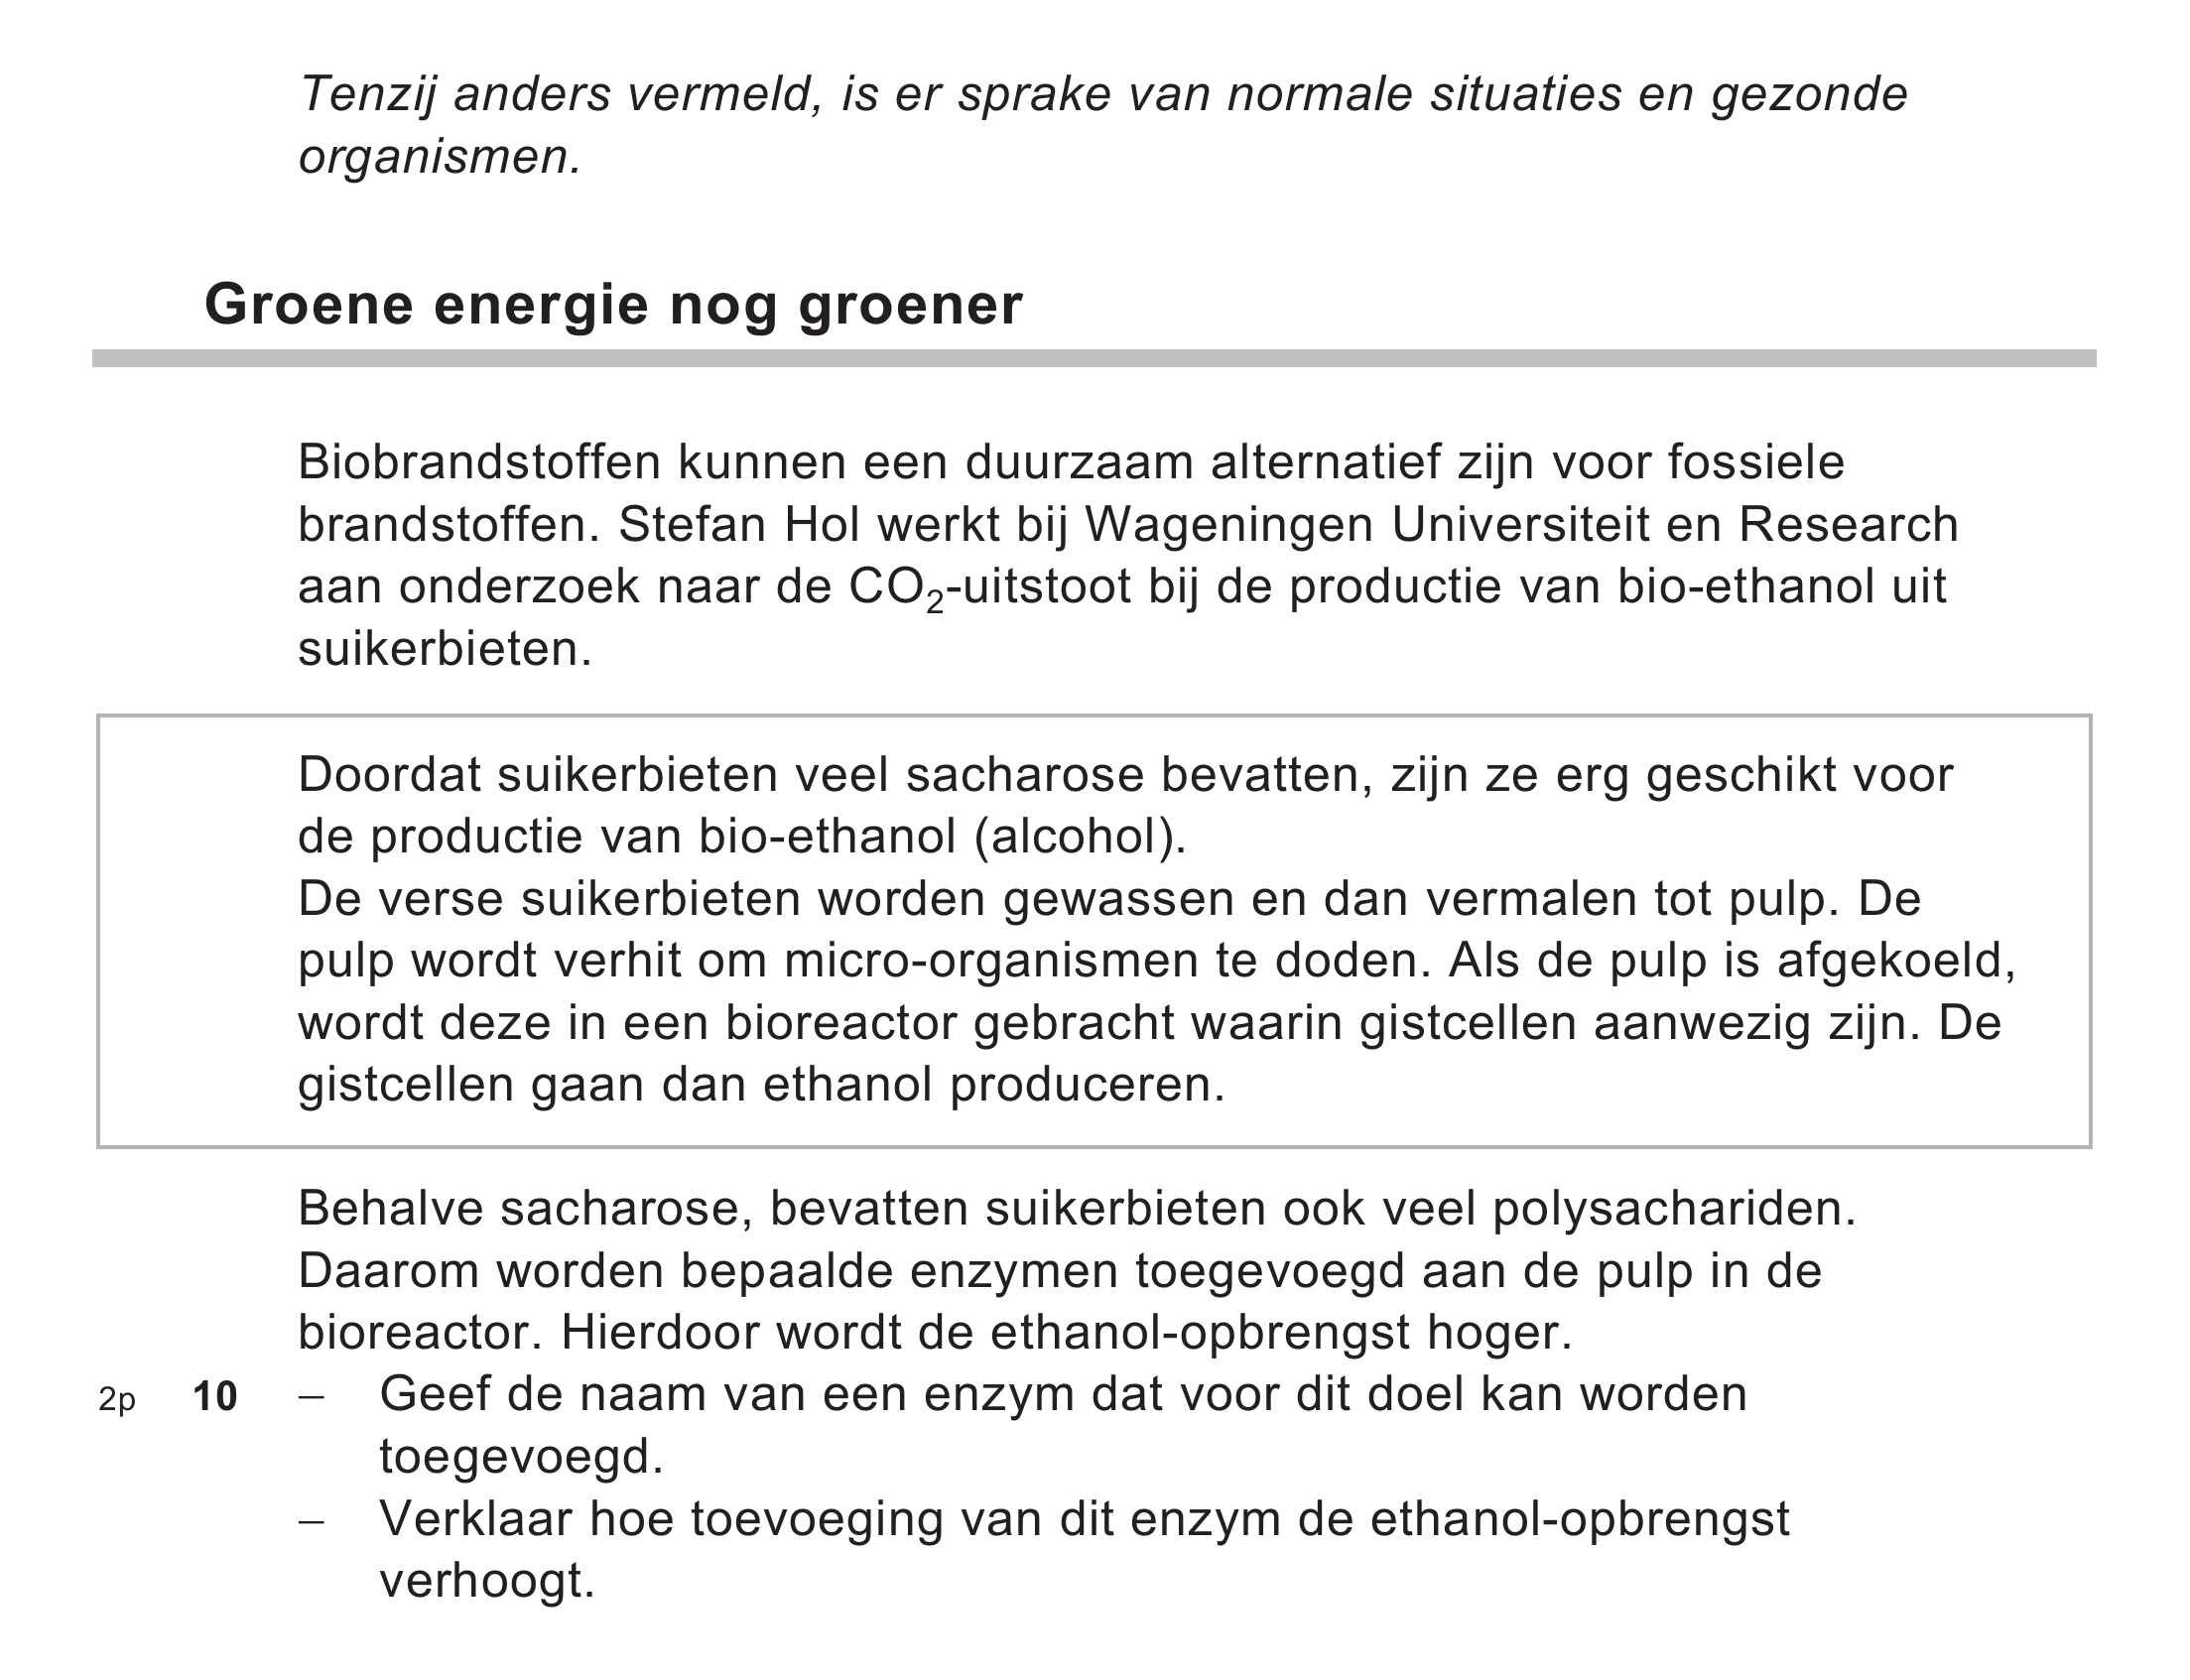 Tenzij anders vermeld, is er sprake van normale situaties en gezonde
organismen.
Groene energie nog groener
Biobrandstoffen kunnen een duurzaam alternatief zijn voor fossiele
brandstoffen. Stefan Hol werkt bij Wageningen Universiteit en Research
aan onderzoek naar de CO₂-uitstoot bij de productie van bio-ethanol uit
suikerbieten.
Doordat suikerbieten veel sacharose bevatten, zijn ze erg geschikt voor
de productie van bio-ethanol (alcohol).
De verse suikerbieten worden gewassen en dan vermalen tot pulp. De
pulp wordt verhit om micro-organismen te doden. Als de pulp is afgekoeld,
wordt deze in een bioreactor gebracht waarin gistcellen aanwezig zijn. De
gistcellen gaan dan ethanol produceren.
Behalve sacharose, bevatten suikerbieten ook veel polysachariden.
Daarom worden bepaalde enzymen toegevoegd aan de pulp in de
bioreactor. Hierdoor wordt de ethanol-opbrengst hoger.
2p 10 – Geef de naam van een enzym dat voor dit doel kan worden
toegevoegd.
– Verklaar hoe toevoeging van dit enzym de ethanol-opbrengst
verhoogt.